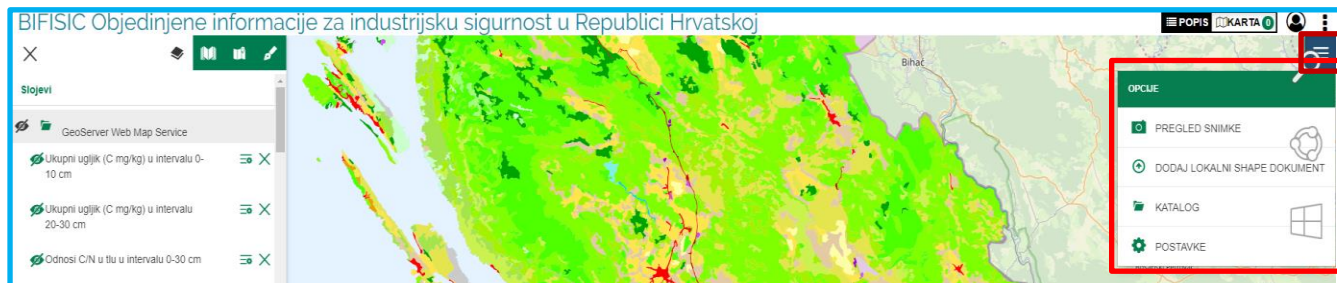 BIFISIC Objedinjene informacije za industrijsku sigurnost u Republici Hrvatskoj
POPIS KARTA 0
Slojevi
GeoServer Web Map Service
Ukupni ugljik (C mg/kg) u intervalu 0-
10 cm
Ukupni ugljik (C mg/kg) u intervalu
20-30 cm
Odnosi C/N u tlu u intervalu 0-30 cm
Bihać
OPCIJE
PREGLED SNIMKE
DODAJ LOKALNI SHAPE DOKUMENT
KATALOG
POSTAVKE